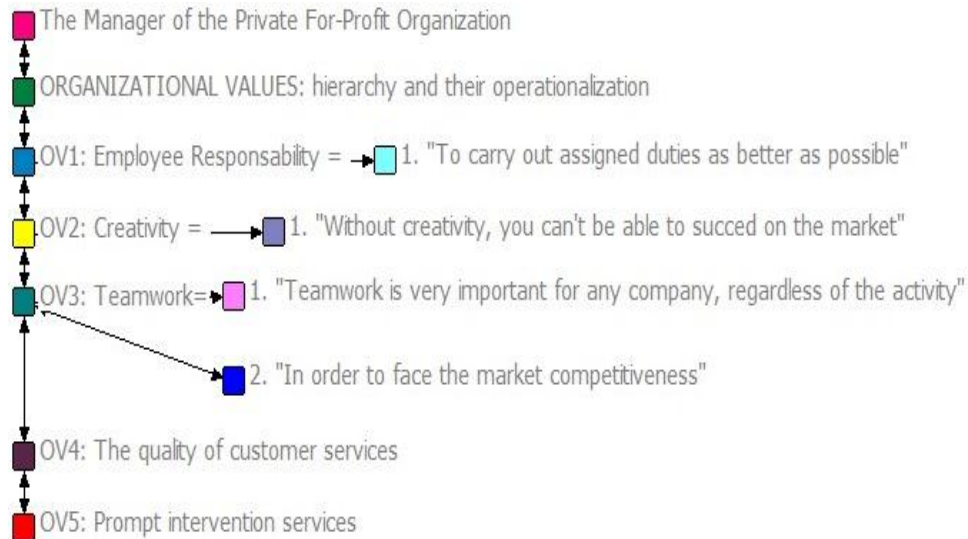 The Manager of the Private For-Profit Organization
ORGANIZATIONAL VALUES: hierarchy and their operationalization
OV1: Employee Responsability = 1. "To carry out assigned duties as better as possible"
OV2: Creativity = 1. "Without creativity, you can't be able to succed on the market"
OV3: Teamwork= 1. "Teamwork is very important for any company, regardless of the activity"
2. "In order to face the market competitiveness"
OV4: The quality of customer services
OV5: Prompt intervention services